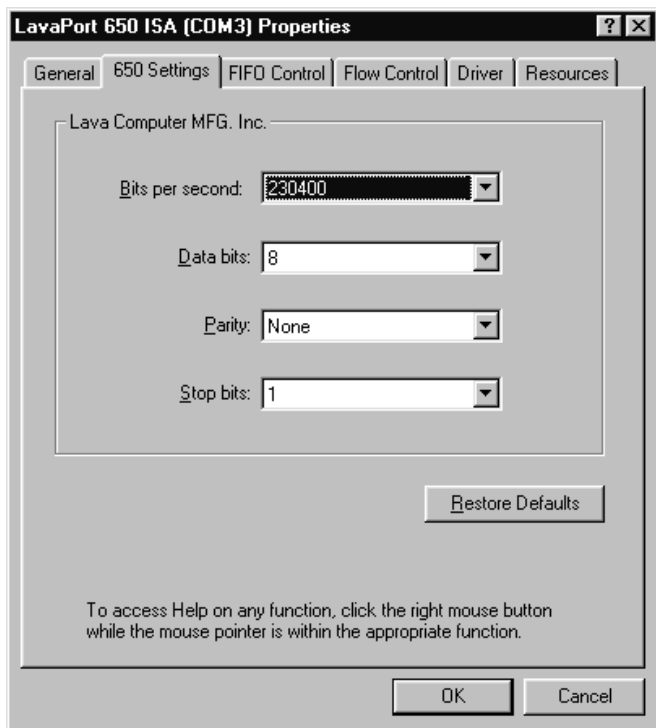 LavaPort 650 ISA (COM3) Properties
General 650 Settings FIFO Control Flow Control Driver Resources
Lava Computer MFG. Inc.
Bits per second: 230400
Data bits: 8
Parity: None
Stop bits: 1
Restore Defaults
To access Help on any function, click the right mouse button
while the mouse pointer is within the appropriate function.
OK Cancel